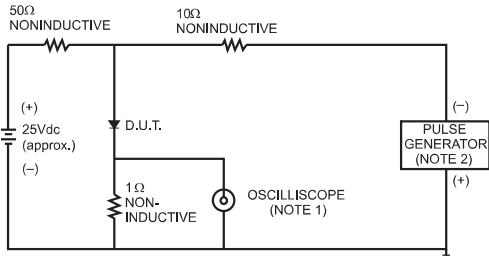 50Ω
NONINDUCTIVE
10Ω
NONINDUCTIVE
(+)
25Vdc
(approx.)
(–)
D.U.T.
1Ω
NON-
INDUCTIVE
OSCILLISCOPE
(NOTE 1)
(–)
PULSE
GENERATOR
(NOTE 2)
(+)